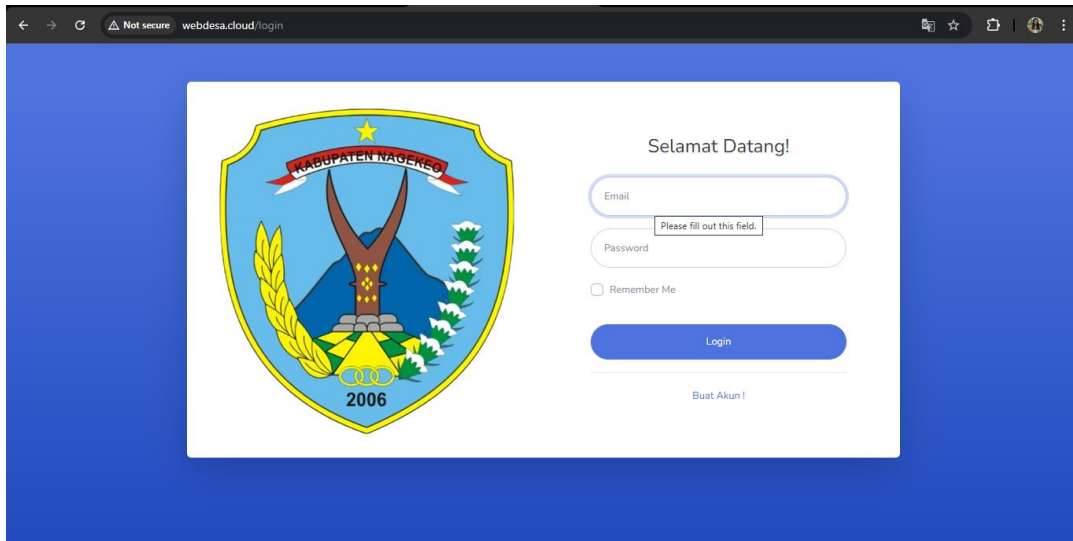 Not secure webdesa.cloud/login
KABUPATEN NAGEKEO
2006
Selamat Datang!
Email
Please fill out this field.
Password
Remember Me
Login
Buat Akun !